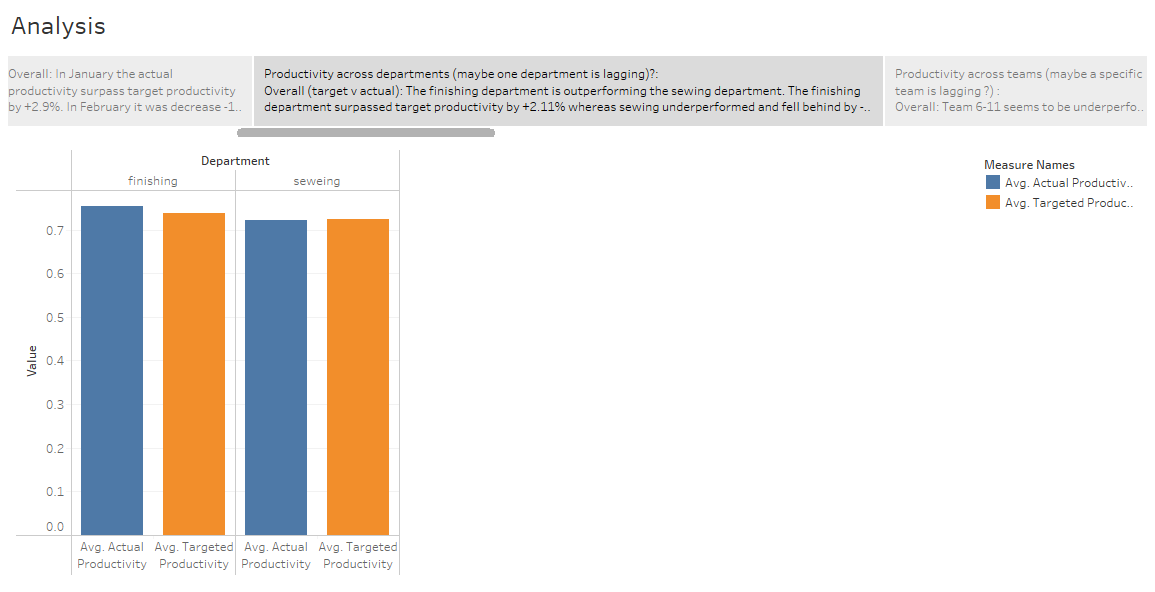 Analysis
Overall: In January the actual
productivity surpass target productivity
by +2.9%. In February it was decrease -1..
Productivity across departments (maybe one department is lagging)?:
Overall (target v actual): The finishing department is outperforming the sewing department. The finishing
department surpassed target productivity by +2.11% whereas sewing underperformed and fell behind by -..
Productivity across teams (maybe a specific
team is lagging ?) :
Overall: Team 6-11 seems to be underperfo..
Department
finishing
seweing
Measure Names
Avg. Actual Productiv..
Avg. Targeted Produc..
Value
0.7
0.6
0.5
0.4
0.3
0.2
0.1
0.0
Avg. Actual
Productivity
Avg. Targeted
Productivity
Avg. Actual
Productivity
Avg. Targeted
Productivity